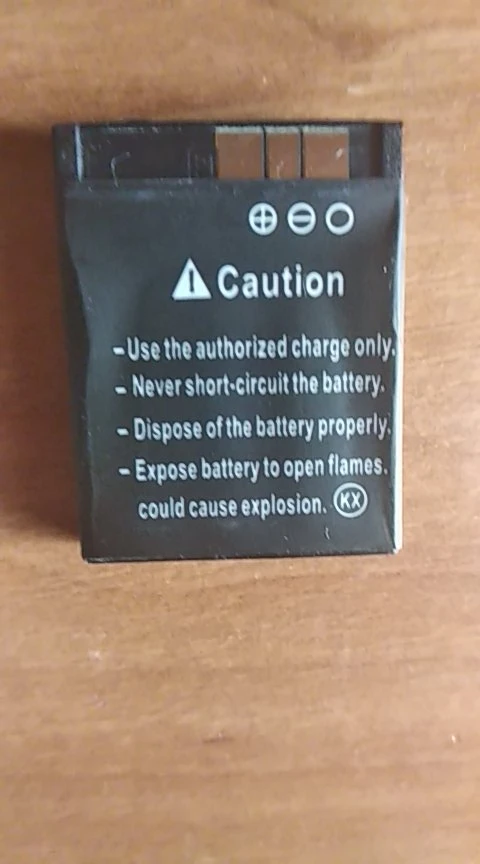 ⊕ ⊖ ○
⚠ Caution
-Use the authorized charge only.
- Never short-circuit the battery.
- Dispose of the battery properly.
- Expose battery to open flames.
could cause explosion. KX